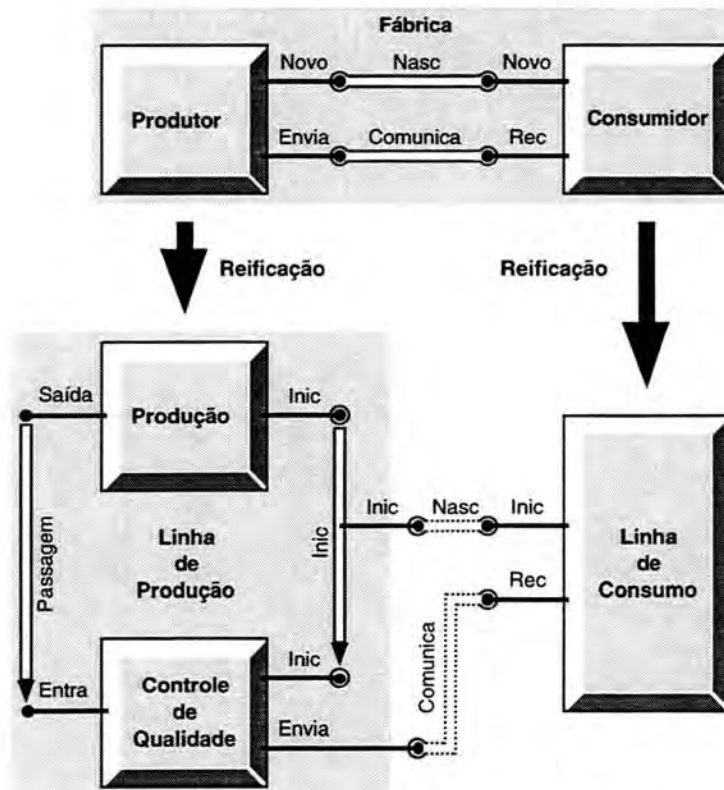 Fábrica
Novo
Nasc
Novo
Produtor
Consumidor
Envia
Comunica
Rec
Reificação
Reificação
Saída
Produção
Inic
Passagem
Inic
Linha
de
Produção
Inic
Nasc
Inic
Linha
de
Consumo
Rec
Comunica
Entra
Controle
de
Qualidade
Inic
Envia